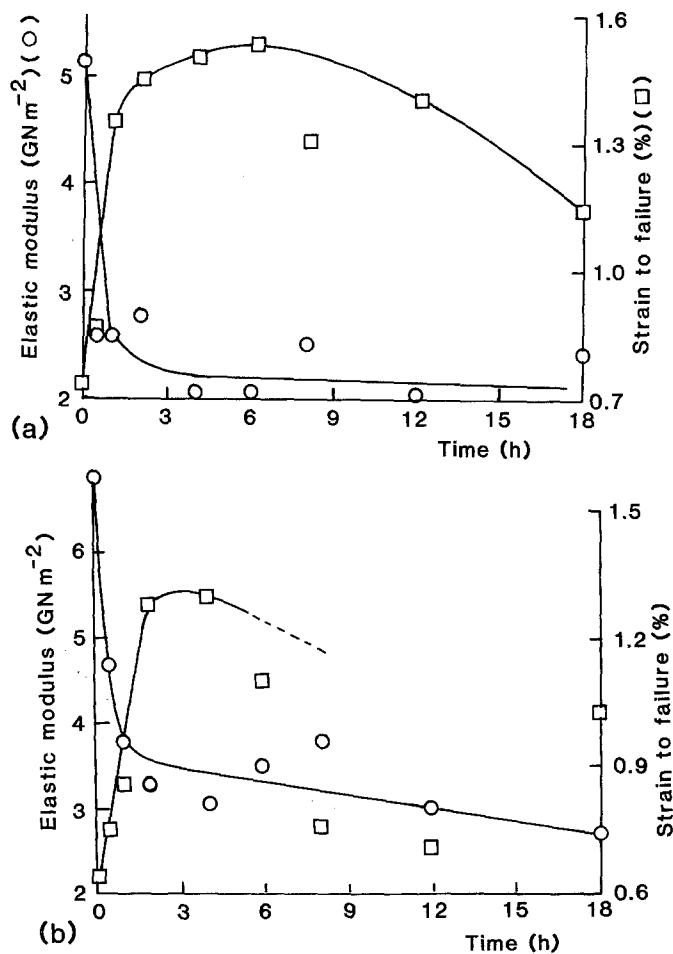 Elastic modulus (GN m⁻²)(○)
5
4
3
2
1.6
1.3
1.0
0.7
Strain to failure (%)(□)
0 3 6 9 12 15 18
Time (h)
(a)
Elastic modulus (GN m⁻²)
6
5
4
3
2
1.5
1.2
0.9
0.6
Strain to failure (%)
0 3 6 9 12 15 18
Time (h)
(b)